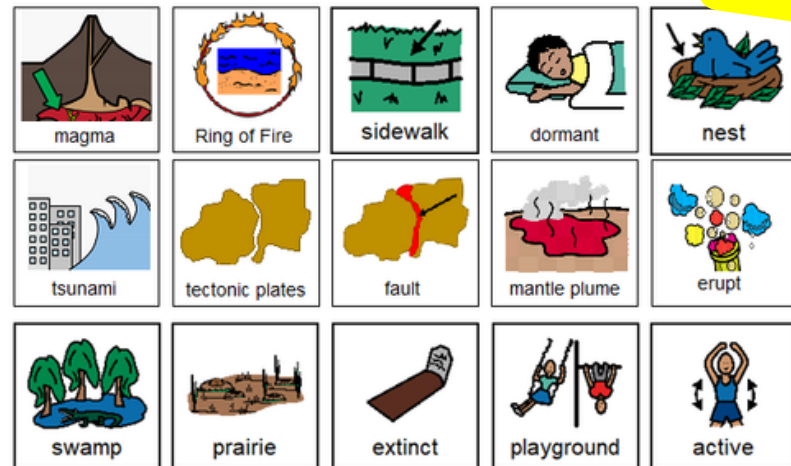 magma
Ring of Fire
sidewalk
dormant
nest
tsunami
tectonic plates
fault
mantle plume
erupt
swamp
prairie
extinct
playground
active